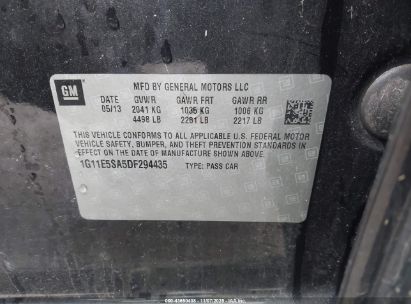 GM
MFD BY GENERAL MOTORS LLC
DATE GVWR GAWR FRT GAWR RR
05/13 2041 KG 1035 KG 1006 KG
4498 LB 2281 LB 2217 LB
THIS VEHICLE CONFORMS TO ALL APPLICABLE U.S. FEDERAL MOTOR
VEHICLE SAFETY, BUMPER, AND THEFT PREVENTION STANDARDS IN
EFFECT ON THE DATE OF MANUFACTURE SHOWN ABOVE.
1G11E5SA5DF294435 TYPE: PASS CAR